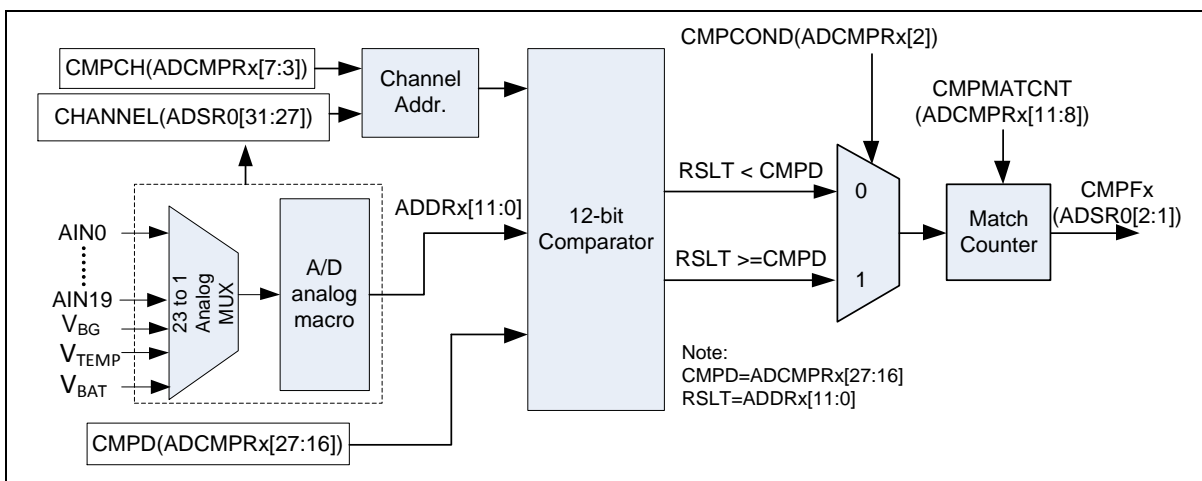 CMPCH(ADCMPRx[7:3])
CHANNEL(ADSR0[31:27])
Channel
Addr.
AIN0
AIN19
VBG
VTEMP
VBAT
23 to 1
Analog
MUX
A/D
analog
macro
ADDRx[11:0]
CMPD(ADCMPRx[27:16])
12-bit
Comparator
CMPCOND(ADCMPRx[2])
RSLT < CMPD
RSLT >=CMPD
0
1
CMPMATCNT
(ADCMPRx[11:8])
Match
Counter
CMPFx
(ADSR0[2:1])
Note:
CMPD=ADCMPRx[27:16]
RSLT=ADDRx[11:0]